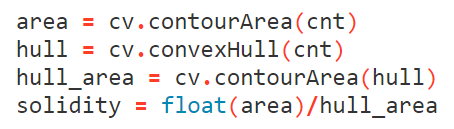 area = cv.contourArea(cnt)
hull = cv.convexHull(cnt)
hull_area = cv.contourArea(hull)
solidity = float(area)/hull_area